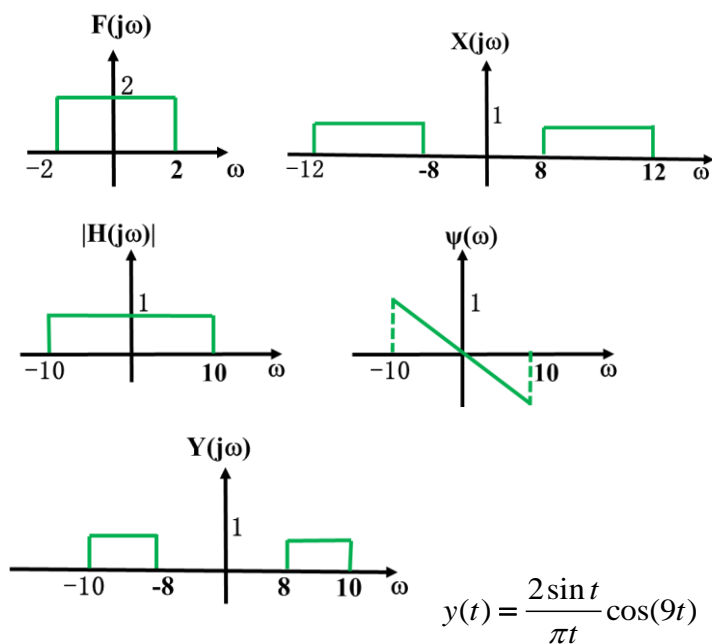 F(jω)
2
-2 2 ω
X(jω)
1
-12 -8 8 12 ω
|H(jω)|
1
-10 10 ω
ψ(ω)
1
-10 10 ω
Y(jω)
1
-10 -8 8 10 ω
y(t) = \frac{2 sin t}{πt} cos(9t)